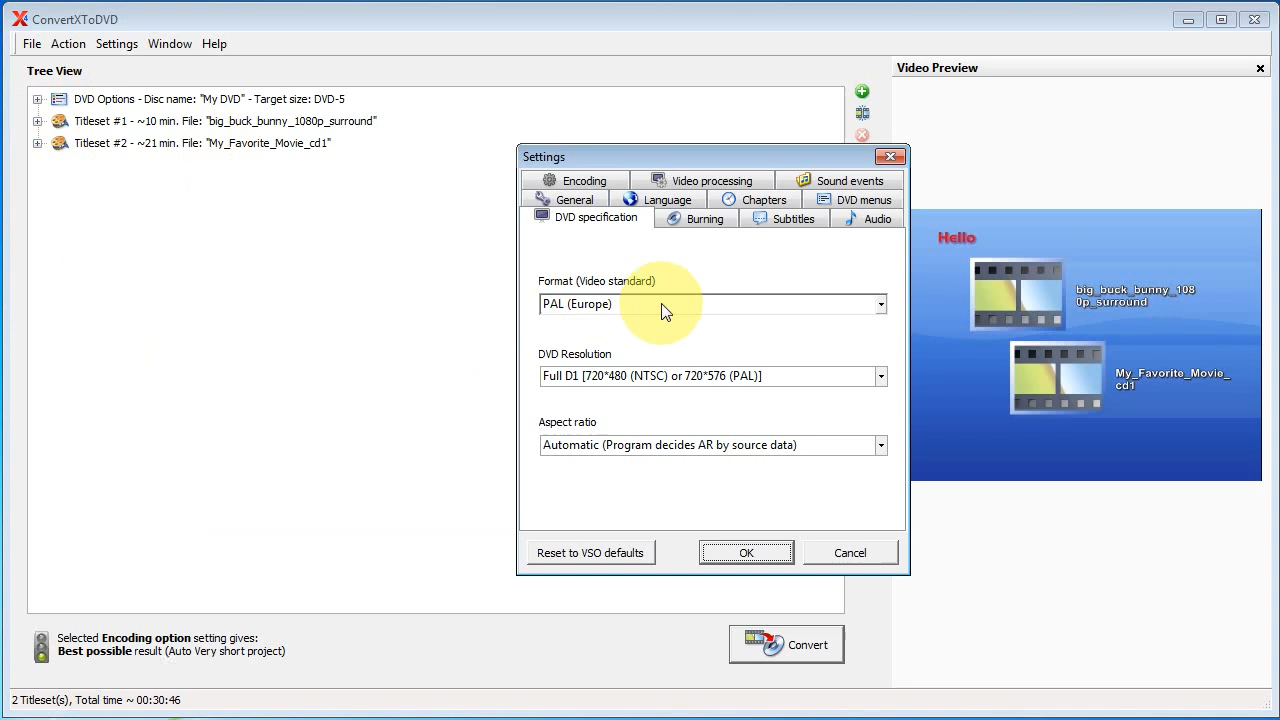 ConvertXToDVD
File Action Settings Window Help
Tree View
DVD Options - Disc name: "My DVD" - Target size: DVD-5
Titleset #1 - ~10 min. File: "big_buck_bunny_1080p_surround"
Titleset #2 - ~21 min. File: "My_Favorite_Movie_cd1"
Settings
Encoding Video processing Sound events
General Language Chapters DVD menus
DVD specification Burning Subtitles Audio
Format (Video standard)
PAL (Europe)
DVD Resolution
Full D1 [720*480 (NTSC) or 720*576 (PAL)]
Aspect ratio
Automatic (Program decides AR by source data)
Reset to VSO defaults OK Cancel
Video Preview
Hello
big_buck_bunny_108
0p_surround
My_Favorite_Movie_
cd1
Selected Encoding option setting gives:
Best possible result (Auto Very short project)
Convert
2 Titleset(s), Total time ~ 00:30:46